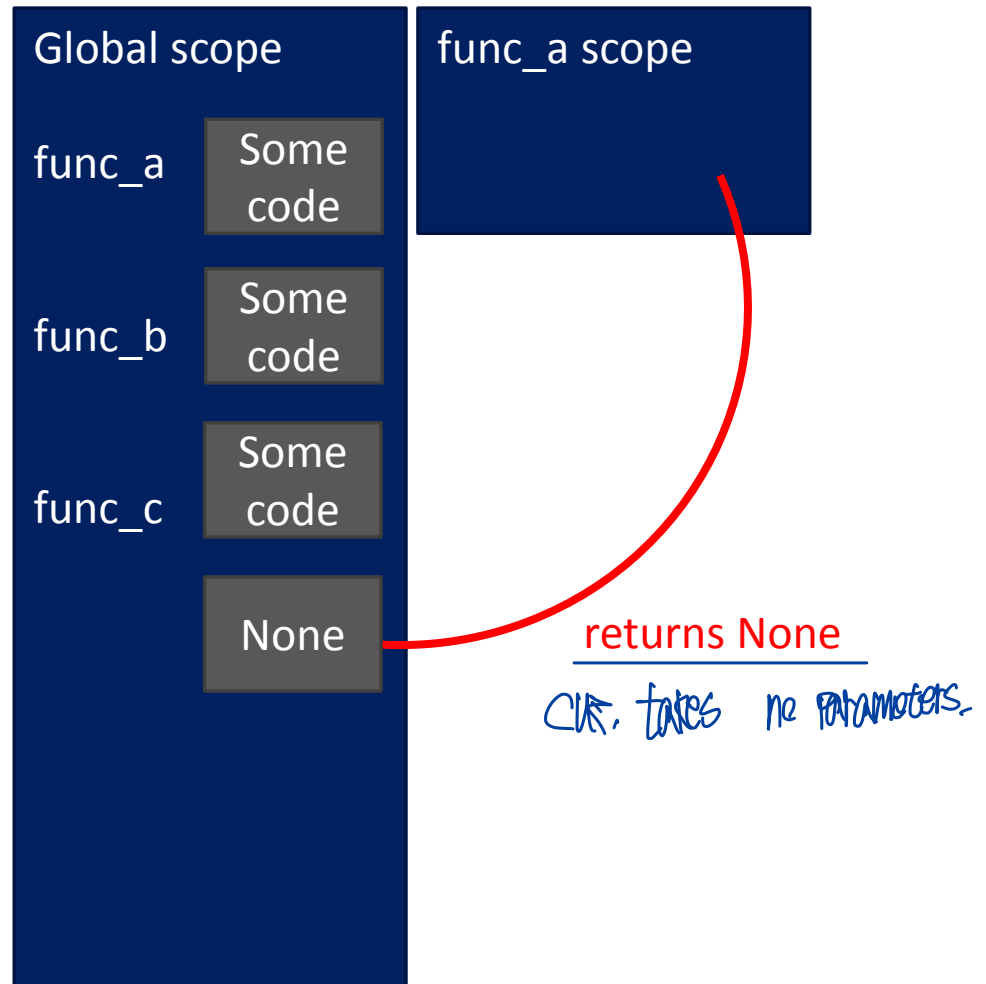 Global scope
func_a scope
func_a
Some
code
func_b
Some
code
func_c
Some
code
None
returns None
takes no parameters.